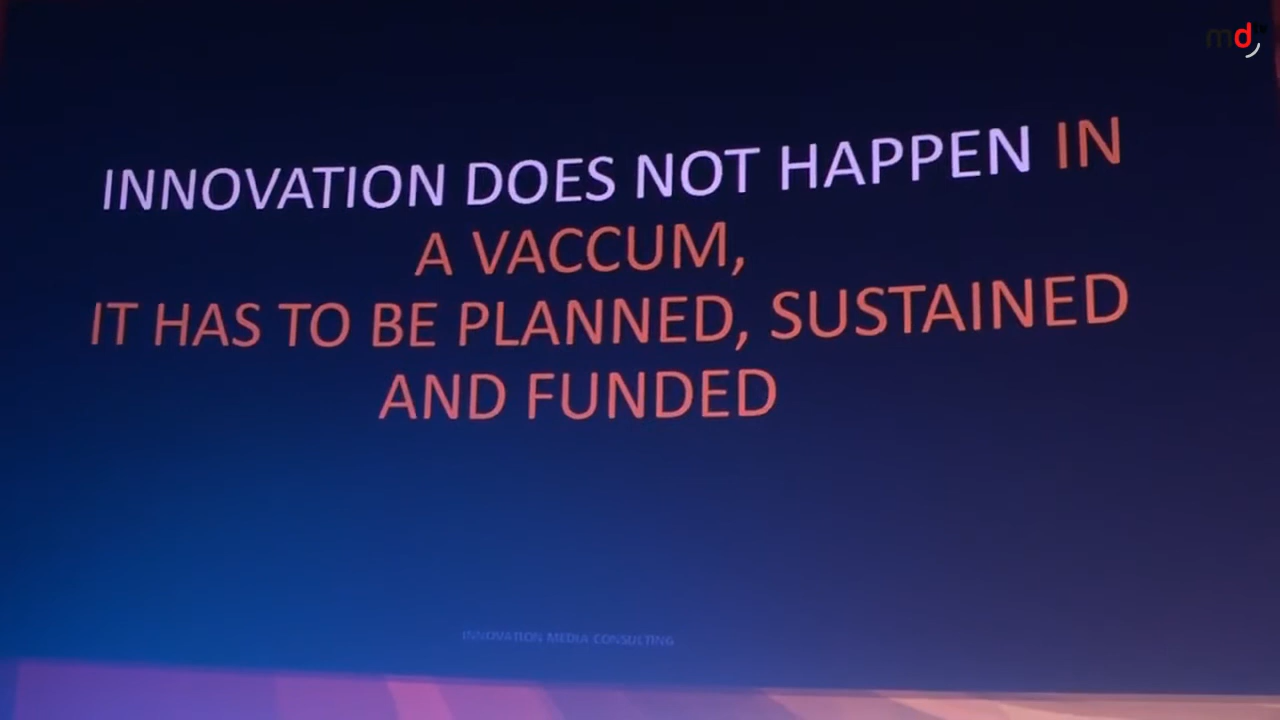 md
INNOVATION DOES NOT HAPPEN IN
A VACCUM,
IT HAS TO BE PLANNED, SUSTAINED
AND FUNDED
INNOVATION MEDIA CONSULTING